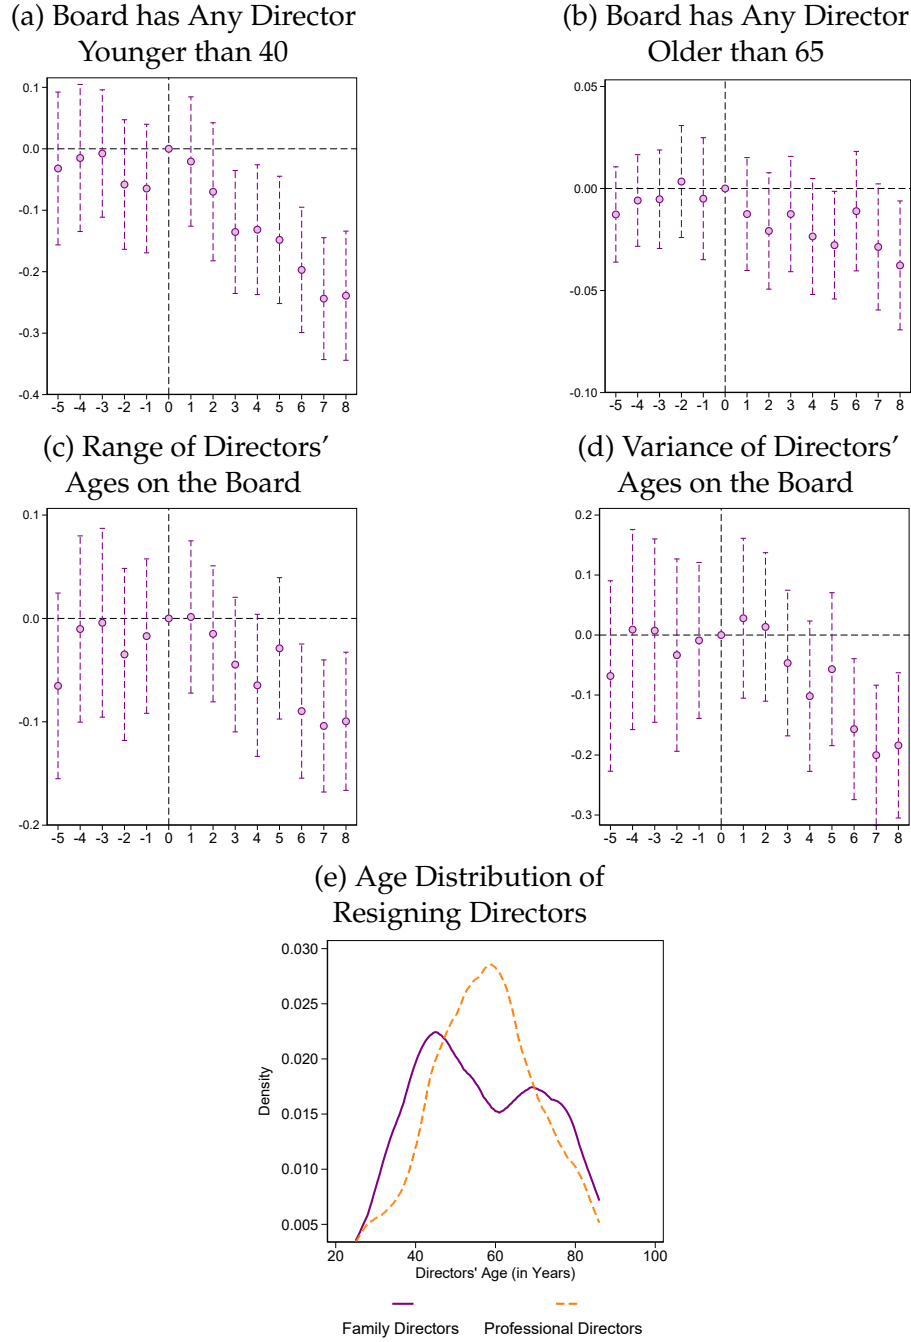 (a) Board has Any Director
Younger than 40
0.1
0.0
-0.1
-0.2
-0.3
-0.4
-5 -4 -3 -2 -1 0 1 2 3 4 5 6 7 8
(b) Board has Any Director
Older than 65
0.05
0.00
-0.05
-0.10
-5 -4 -3 -2 -1 0 1 2 3 4 5 6 7 8
(c) Range of Directors’
Ages on the Board
0.1
0.0
-0.1
-0.2
-5 -4 -3 -2 -1 0 1 2 3 4 5 6 7 8
(d) Variance of Directors’
Ages on the Board
0.2
0.1
0.0
-0.1
-0.2
-0.3
-5 -4 -3 -2 -1 0 1 2 3 4 5 6 7 8
(e) Age Distribution of
Resigning Directors
0.030
0.025
0.020
0.015
0.010
0.005
Density
20 40 60 80 100
Directors' Age (in Years)
Family Directors Professional Directors